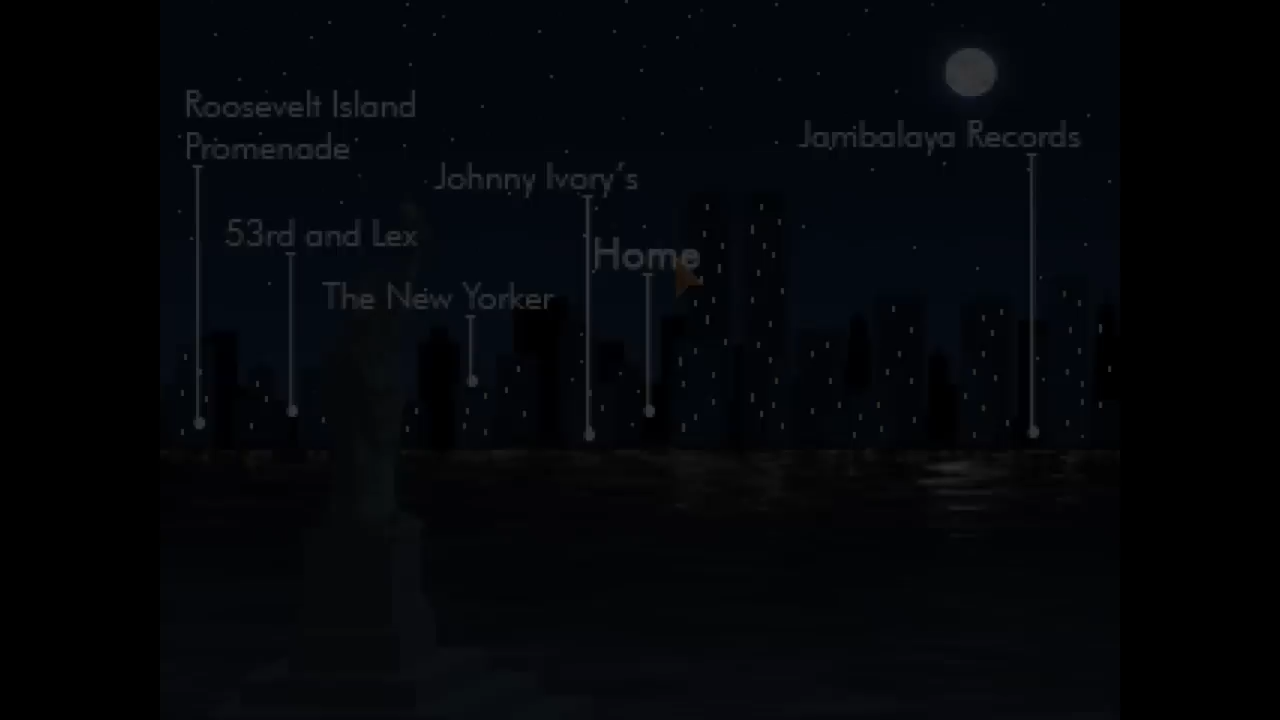 Roosevelt Island
Promenade
Jambalaya Records
Johnny Ivory's
53rd and Lex
Home
The New Yorker